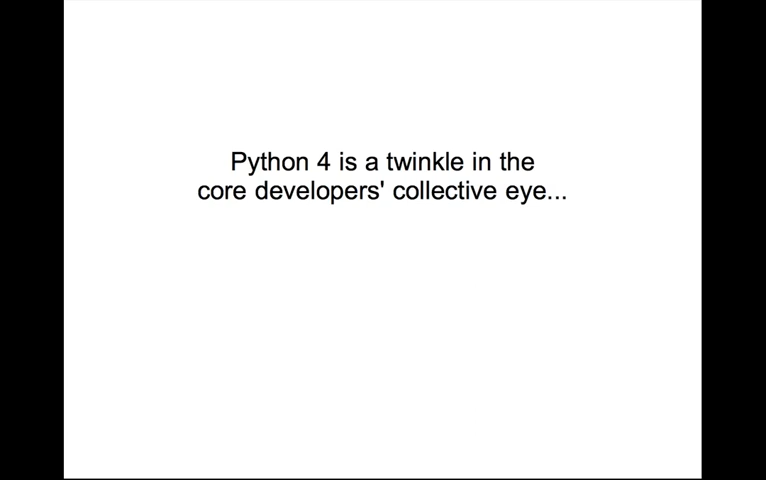 Python 4 is a twinkle in the
core developers' collective eye...